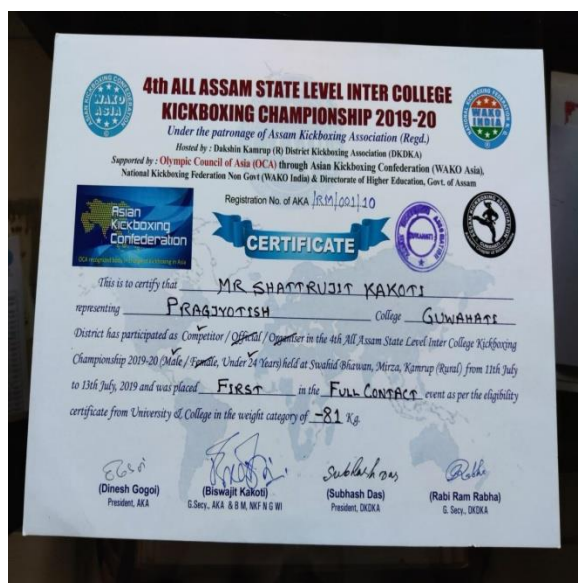 4th ALL ASSAM STATE LEVEL INTER COLLEGE
KICKBOXING CHAMPIONSHIP 2019-20
Under the patronage of Assam Kickboxing Association (Regd.)
Hosted by : Dakshin Kamrup (R) District Kickboxing Association (DKDKA)
Supported by : Olympic Council of Asia (OCA) through Asian Kickboxing Confederation (WAKO Asia),
National Kickboxing Federation Non Govt (WAKO India) & Directorate of Higher Education, Govt. of Assam
WAKO
ASIA
ASIAN KICKBOXING CONFEDERATION
WAKO
INDIA
Registration No. of AKA /RM/001/10
Asian
Kickboxing
Confederation
CERTIFICATE
This is to certify that MR SHATTRUJIT KAKOTI
representing PRAGJYOTISH College GUWAHATI
District has participated as Competitor / Official / Organiser in the 4th All Assam State Level Inter College Kickboxing
Championship 2019-20 (Male / Female, Under 24 Years) held at Swahid Bhawan, Mirza, Kamrup (Rural) from 11th July
to 13th July, 2019 and was placed FIRST in the FULL CONTACT event as per the eligibility
certificate from University & College in the weight category of -81 Kg.
Subhash Das
(Dinesh Gogoi)
President, AKA
(Biswajit Kakoti)
G.Secy., AKA & B M, NKF N G WI
(Subhash Das)
President, DKDKA
(Rabi Ram Rabha)
G. Secy., DKDKA